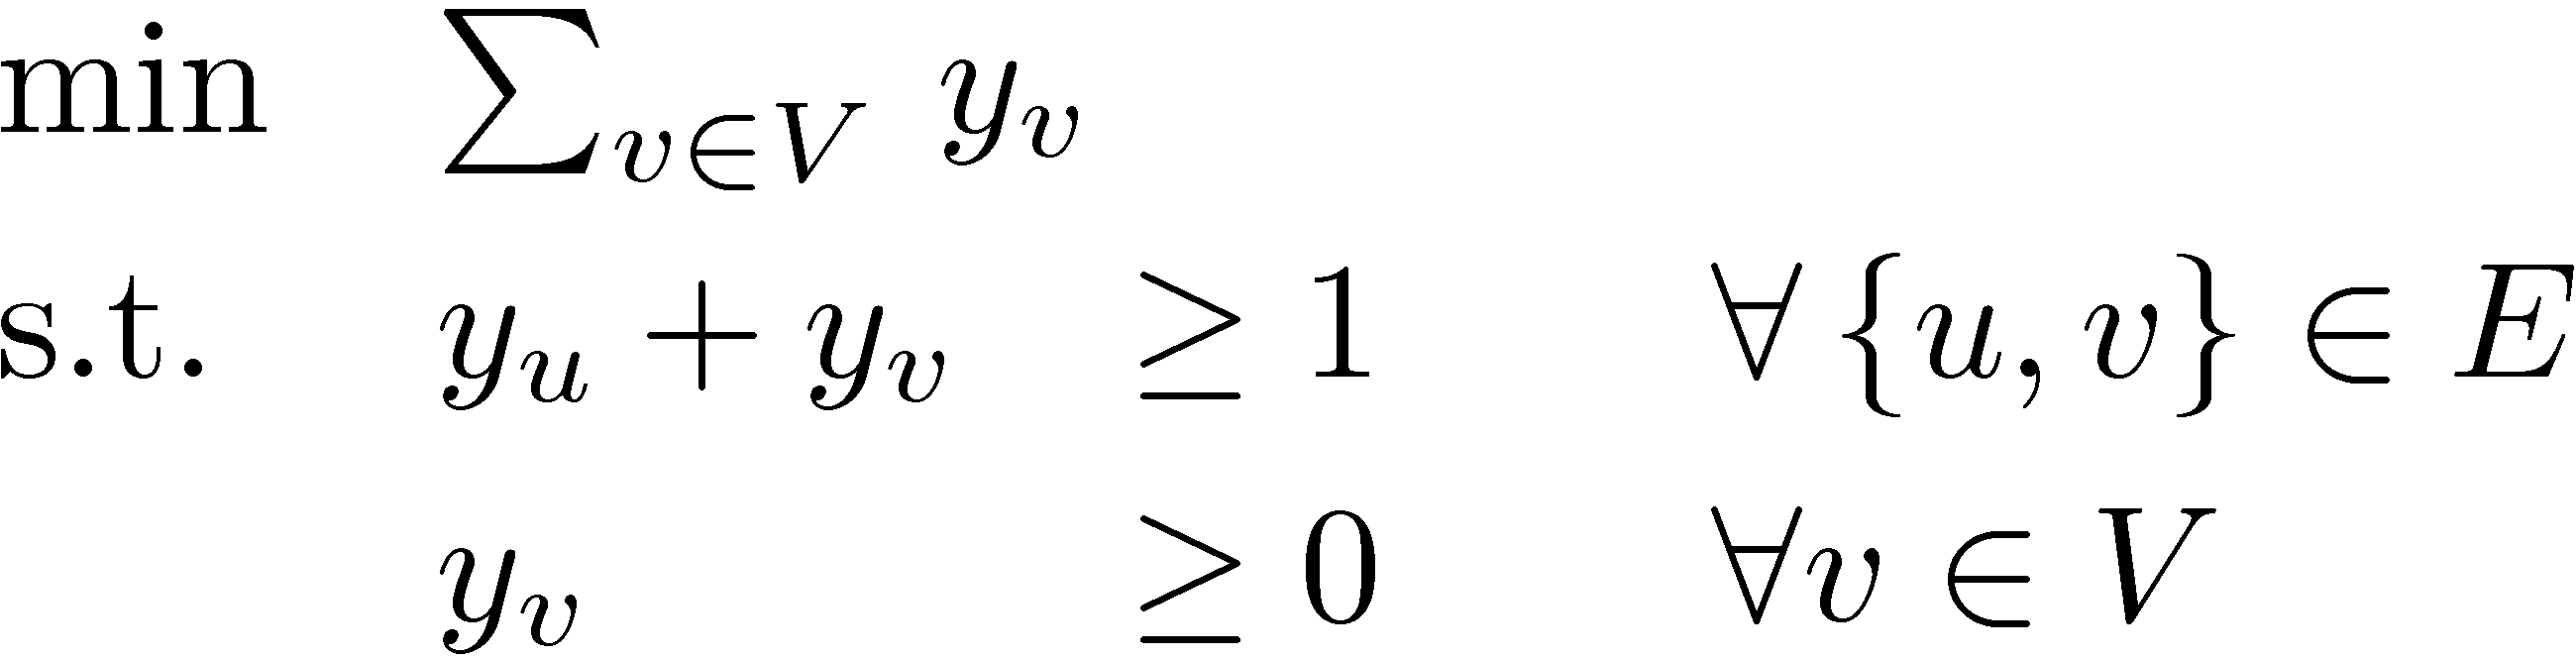 min ∑_{v∈V} y_v
s.t. y_u + y_v ≥ 1 ∀ {u, v} ∈ E
y_v ≥ 0 ∀v ∈ V